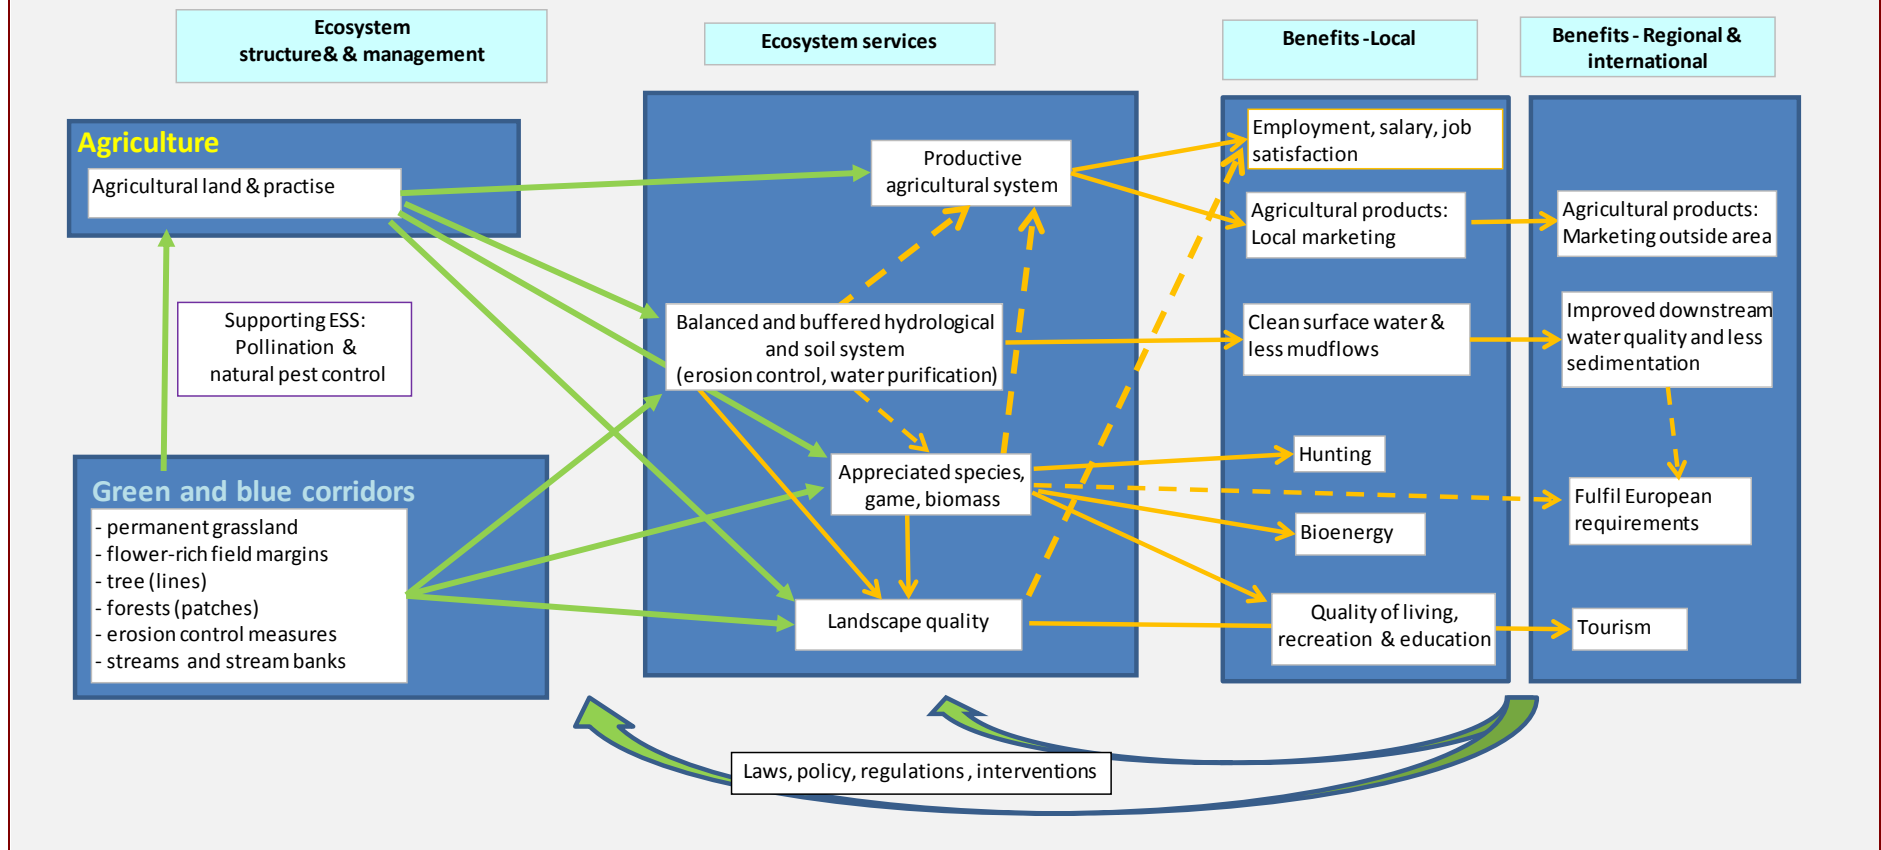 Ecosystem
structure& & management
Ecosystem services
Benefits -Local
Benefits - Regional &
international
Agriculture
Agricultural land & practise
Supporting ESS:
Pollination &
natural pest control
Green and blue corridors
- permanent grassland
- flower-rich field margins
- tree (lines)
- forests (patches)
- erosion control measures
- streams and stream banks
Productive
agricultural system
Balanced and buffered hydrological
and soil system
(erosion control, water purification)
Appreciated species,
game, biomass
Landscape quality
Employment, salary, job
satisfaction
Agricultural products:
Local marketing
Clean surface water &
less mudflows
Hunting
Bioenergy
Quality of living,
recreation & education
Agricultural products:
Marketing outside area
Improved downstream
water quality and less
sedimentation
Fulfil European
requirements
Tourism
Laws, policy, regulations , interventions